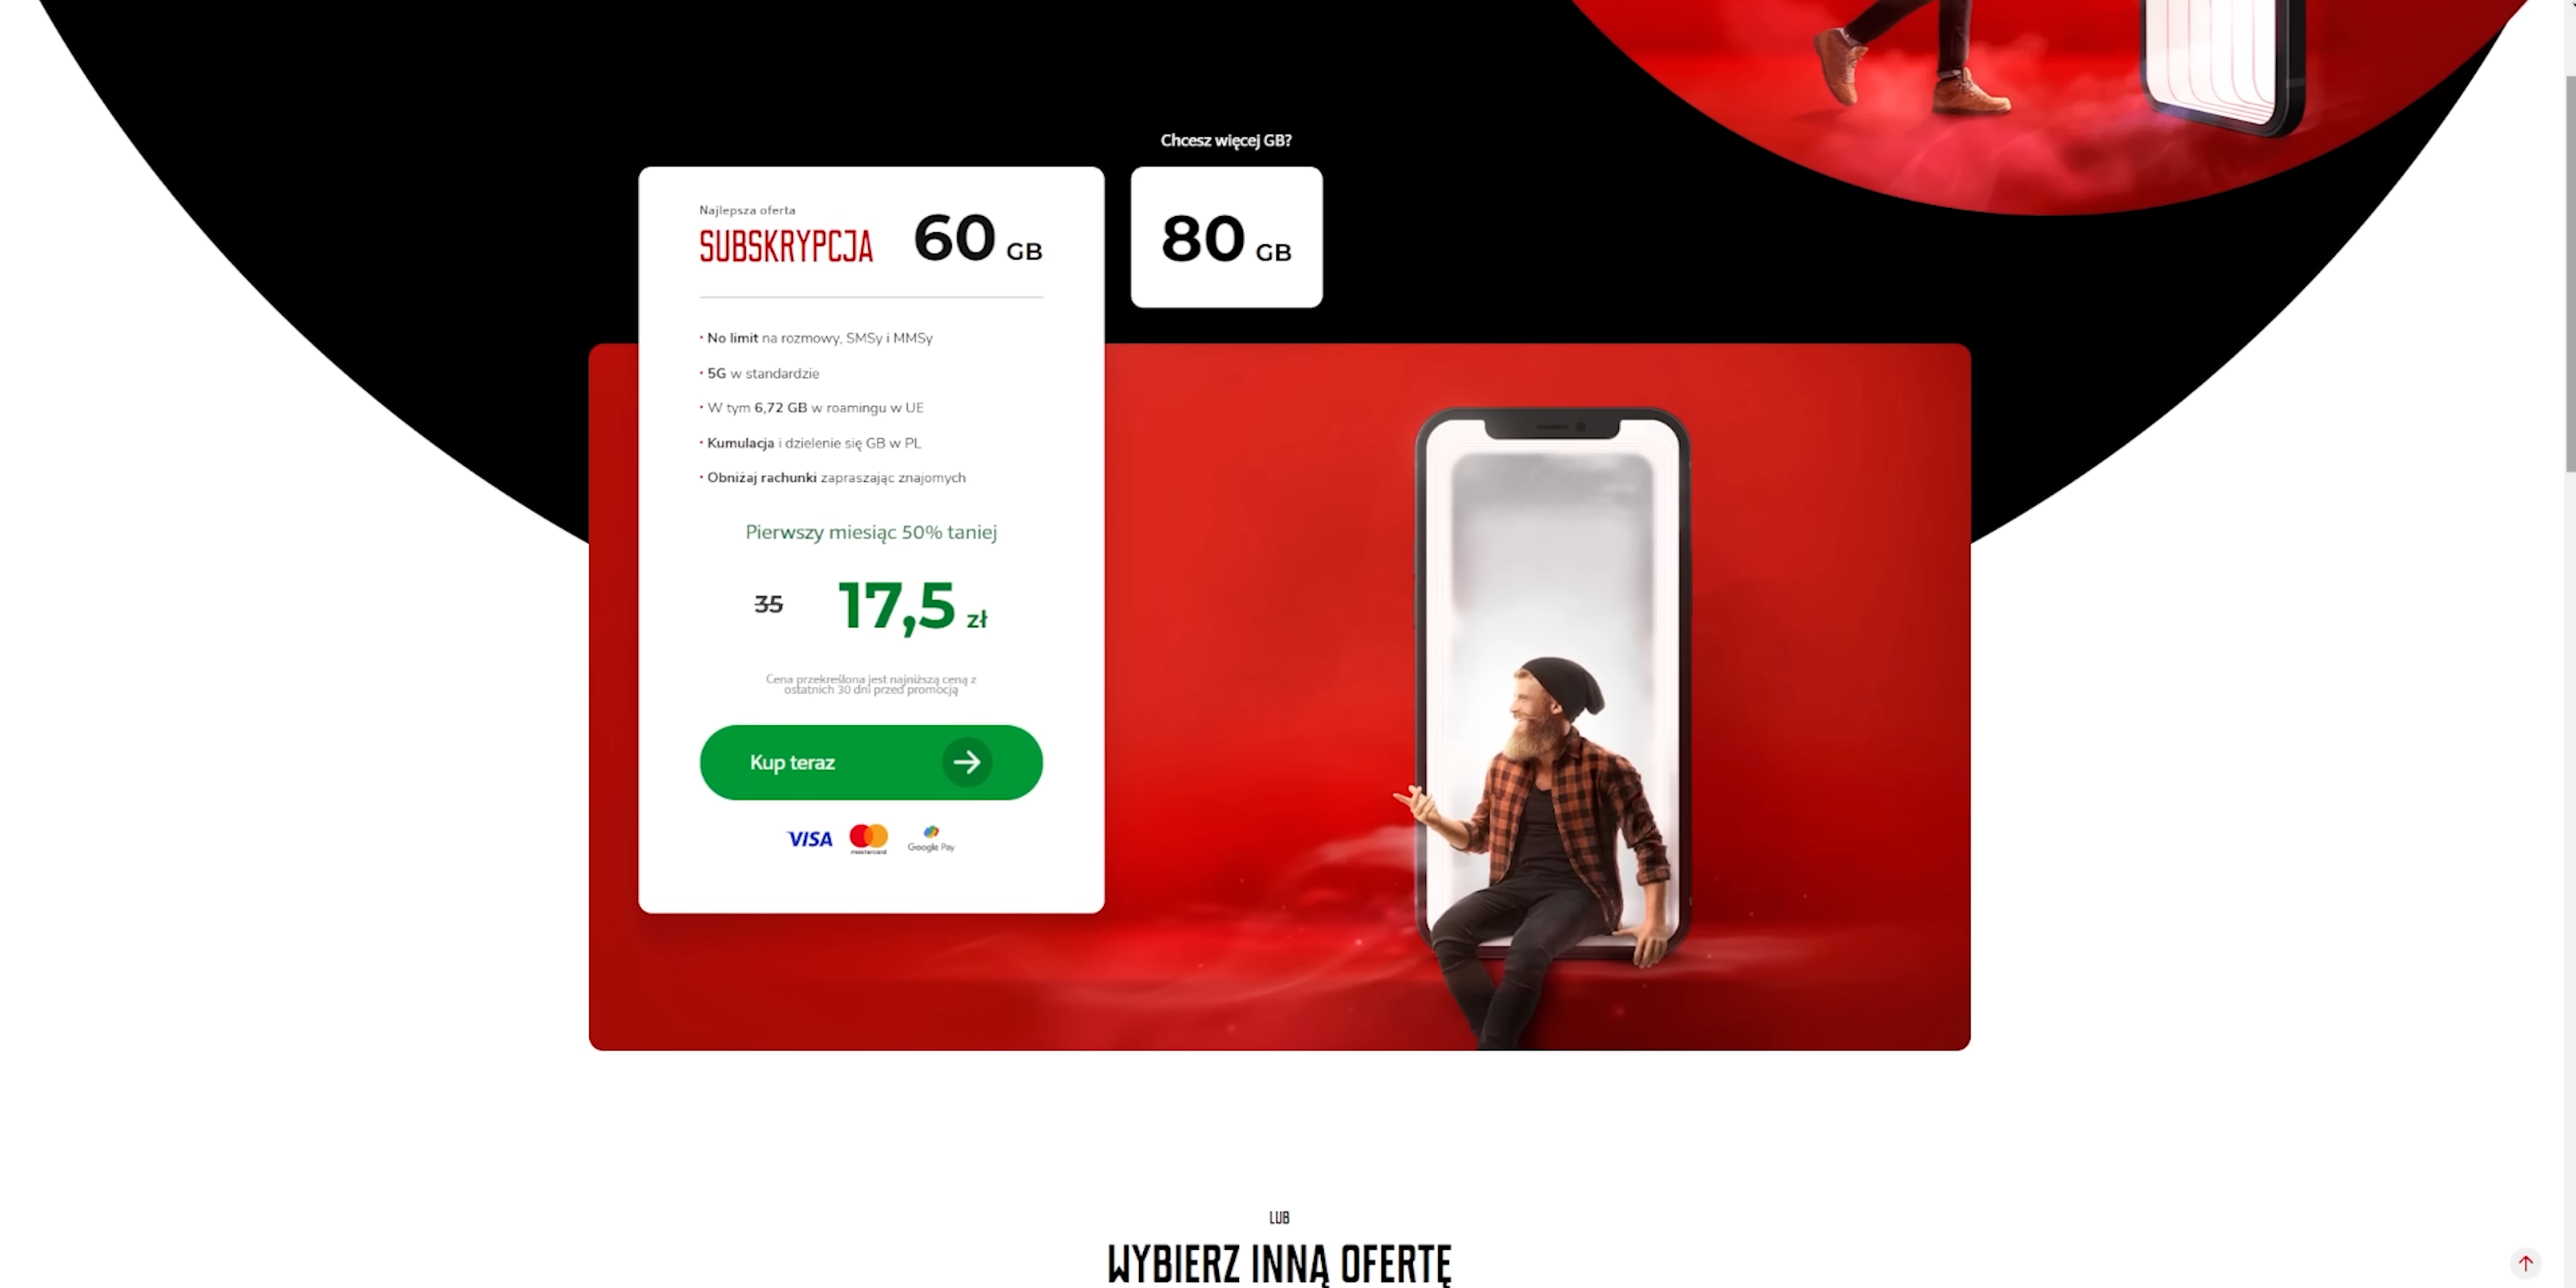 Chcesz więcej GB?
Najlepsza oferta
SUBSKRYPCJA
60 GB
80 GB
• No limit na rozmowy, SMSy i MMSy
• 5G w standardzie
• W tym 6,72 GB w roamingu w UE
• Kumulacja i dzielenie się GB w PL
• Obniżaj rachunki zapraszając znajomych
Pierwszy miesiąc 50% taniej
35 17,5 zł
Cena przekreślona jest najniższą ceną z
ostatnich 30 dni przed promocją
Kup teraz
VISA mastercard Google Pay
LUB
WYBIERZ INNĄ OFERTĘ